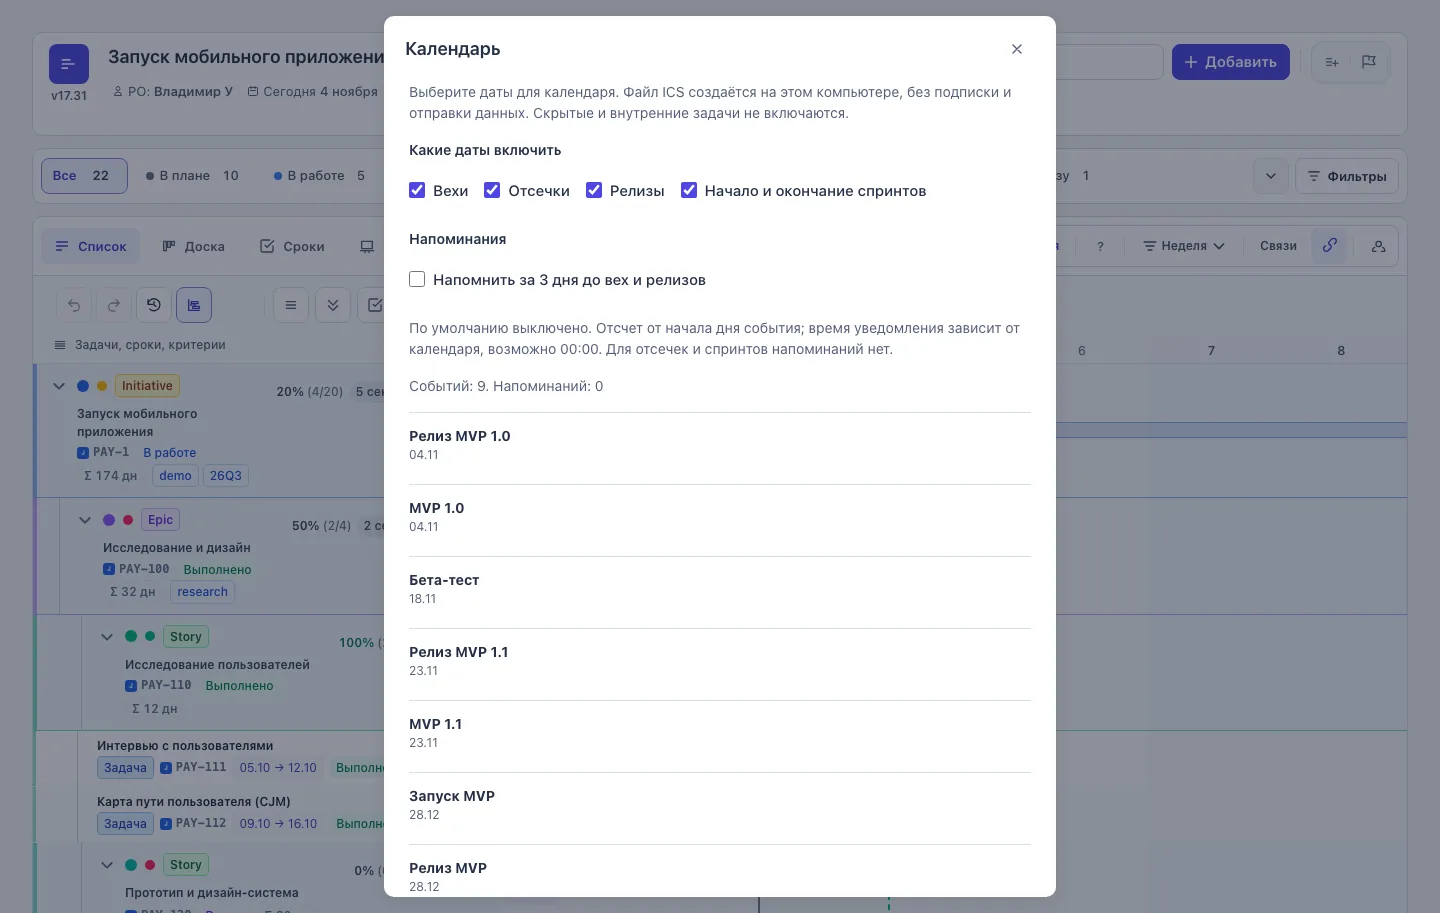 Запуск мобильного приложени
v17.31
PO: Владимир У
Сегодня 4 ноября
Добавить
Все 22
В плане 10
В работе 5
зу 1
Фильтры
Список
Доска
Сроки
?
Неделя
Связи
Задачи, сроки, критерии
6
7
8
Initiative
20% (4/20)
5 сен
Запуск мобильного
приложения
PAY-1 В работе
Σ 174 дн demo 26Q3
Epic
50% (2/4)
2 се
Исследование и дизайн
PAY-100 Выполнено
Σ 32 дн research
Story
100%
Исследование пользователей
PAY-110 Выполнено
Σ 12 дн
Интервью с пользователями
Задача PAY-111 05.10 → 12.10 Выполне
Карта пути пользователя (CJM)
Задача PAY-112 09.10 → 16.10 Выполне
Story
0%
Прототип и дизайн-система
Календарь
Выберите даты для календаря. Файл ICS создаётся на этом компьютере, без подписки и
отправки данных. Скрытые и внутренние задачи не включаются.
Какие даты включить
Вехи Отсечки Релизы Начало и окончание спринтов
Напоминания
Напомнить за 3 дня до вех и релизов
По умолчанию выключено. Отсчет от начала дня события; время уведомления зависит от
календаря, возможно 00:00. Для отсечек и спринтов напоминаний нет.
Событий: 9. Напоминаний: 0
Релиз MVP 1.0
04.11
MVP 1.0
04.11
Бета-тест
18.11
Релиз MVP 1.1
23.11
MVP 1.1
23.11
Запуск MVP
28.12
Релиз MVP
28.12